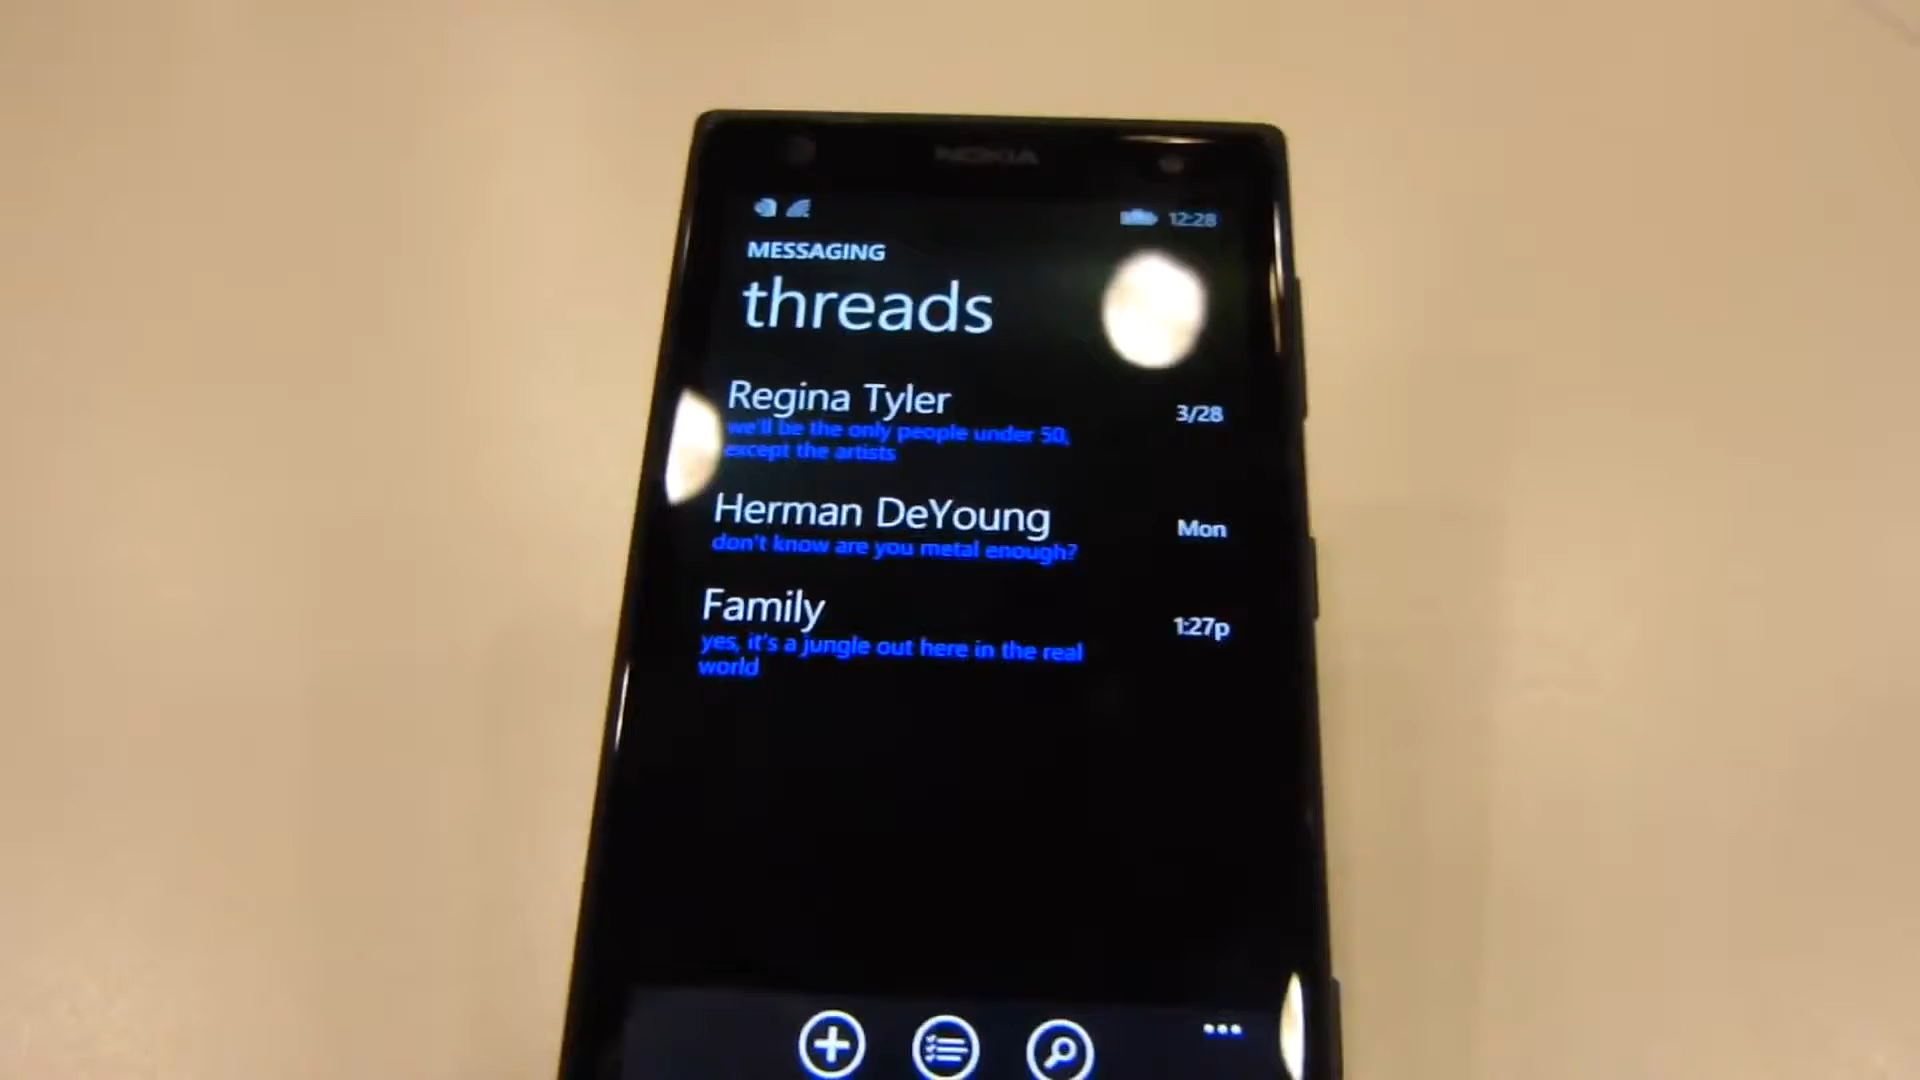 NOKIA
12:28
MESSAGING
threads
Regina Tyler
3/28
we'll be the only people under 50,
except the artists
Herman DeYoung
Mon
don't know are you metal enough?
Family
1:27p
yes, it's a jungle out here in the real
world